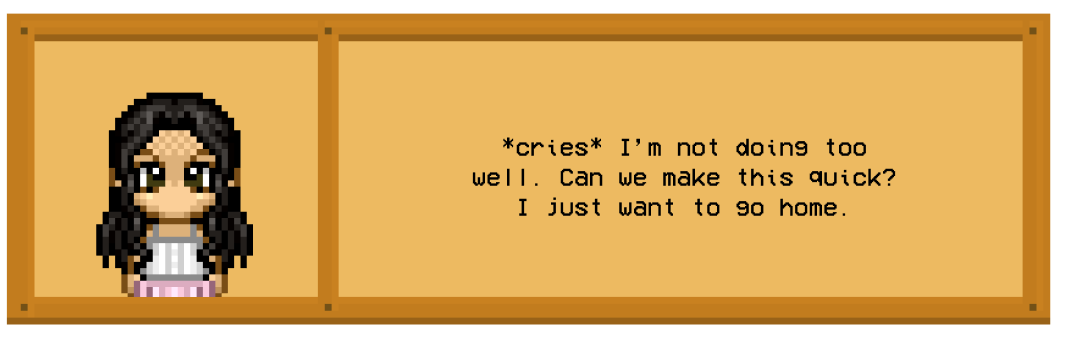 *cries* I'm not doing too
well. Can we make this quick?
I just want to go home.